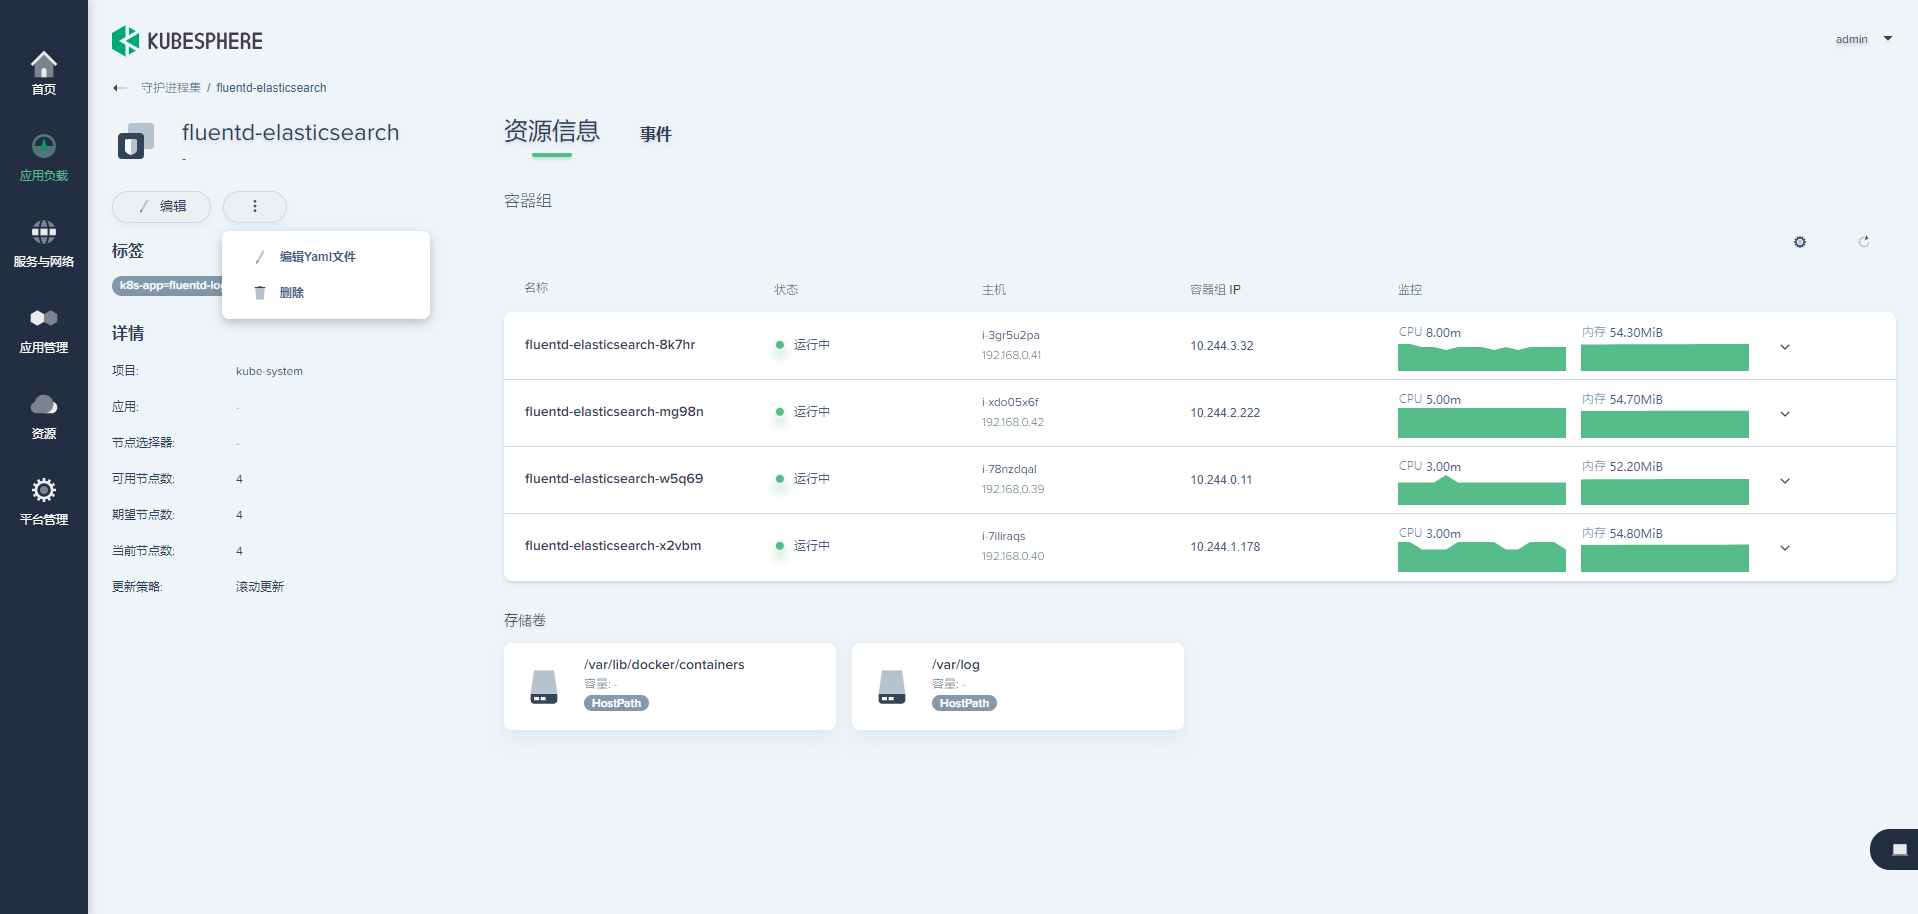 首页
应用负载
服务与网络
应用管理
资源
平台管理
KUBESPHERE
admin
守护进程集 / fluentd-elasticsearch
fluentd-elasticsearch
-
编辑
编辑Yaml文件
删除
标签
k8s-app=fluentd-lo
详情
项目: kube-system
应用: -
节点选择器: -
可用节点数: 4
期望节点数: 4
当前节点数: 4
更新策略: 滚动更新
资源信息 事件
容器组
名称 状态 主机 容器组 IP 监控
fluentd-elasticsearch-8k7hr 运行中 i-3gr5u2pa 192.168.0.41 10.244.3.32 CPU 8.00m 内存 54.30MiB
fluentd-elasticsearch-mg98n 运行中 i-xdo05x6f 192.168.0.42 10.244.2.222 CPU 5.00m 内存 54.70MiB
fluentd-elasticsearch-w5q69 运行中 i-78nzdqal 192.168.0.39 10.244.0.11 CPU 3.00m 内存 52.20MiB
fluentd-elasticsearch-x2vbm 运行中 i-7iliraqs 192.168.0.40 10.244.1.178 CPU 3.00m 内存 54.80MiB
存储卷
/var/lib/docker/containers
容量: -
HostPath
/var/log
容量: -
HostPath